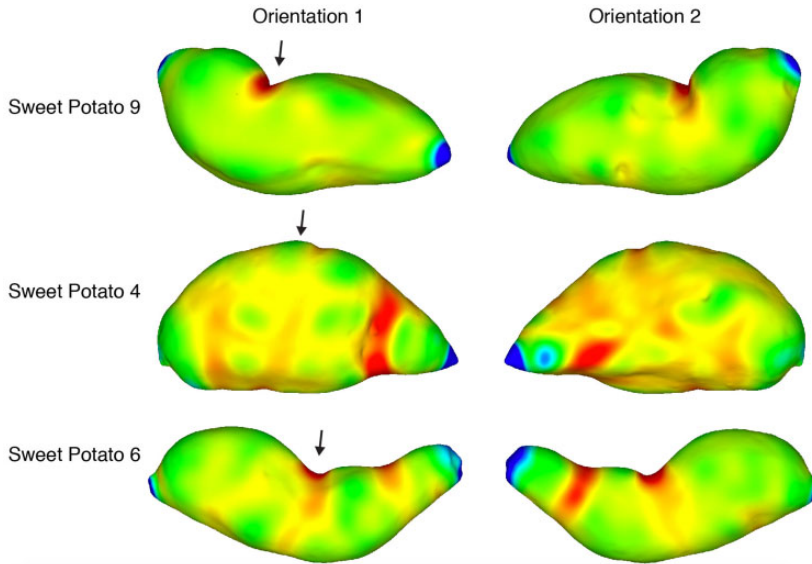 Orientation 1
Orientation 2
Sweet Potato 9
Sweet Potato 4
Sweet Potato 6